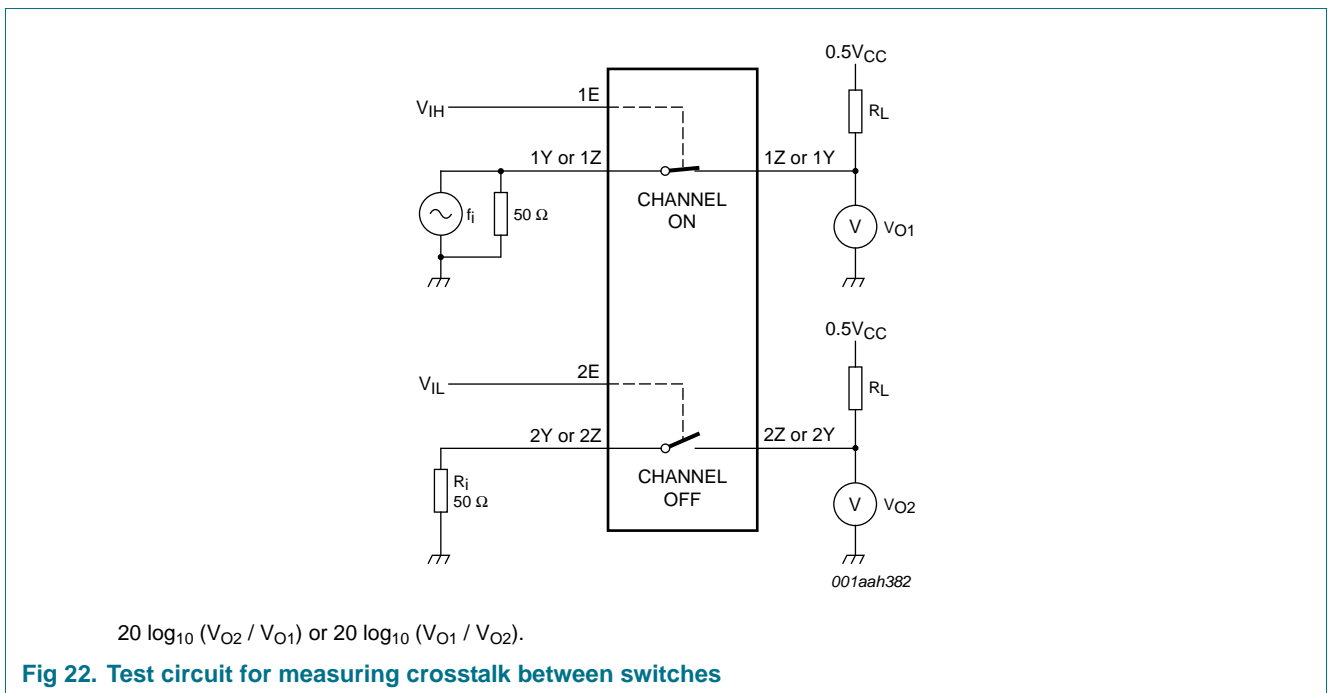 0.5VCC
RL
1E
VIH
1Y or 1Z
1Z or 1Y
fi
50 Ω
CHANNEL
ON
V
VO1
0.5VCC
RL
2E
VIL
2Y or 2Z
2Z or 2Y
Ri
50 Ω
CHANNEL
OFF
V
VO2
001aah382
20 log10 (VO2 / VO1) or 20 log10 (VO1 / VO2).
Fig 22. Test circuit for measuring crosstalk between switches